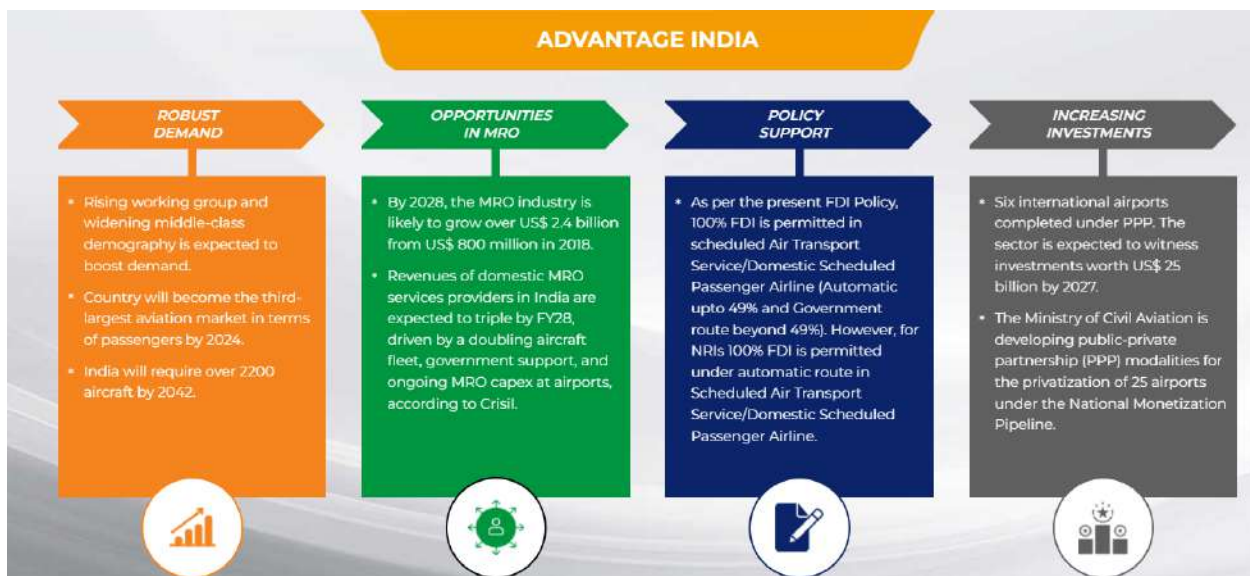 ADVANTAGE INDIA
ROBUST
DEMAND
• Rising working group and
widening middle-class
demography is expected to
boost demand.
• Country will become the third-
largest aviation market in terms
of passengers by 2024.
• India will require over 2200
aircraft by 2042.
OPPORTUNITIES
IN MRO
• By 2028, the MRO industry is
likely to grow over US$ 2.4 billion
from US$ 800 million in 2018.
• Revenues of domestic MRO
services providers in India are
expected to triple by FY28,
driven by a doubling aircraft
fleet, government support, and
ongoing MRO capex at airports,
according to Crisil.
POLICY
SUPPORT
• As per the present FDI Policy,
100% FDI is permitted in
scheduled Air Transport
Service/Domestic Scheduled
Passenger Airline (Automatic
upto 49% and Government
route beyond 49%). However, for
NRIs 100% FDI is permitted
under automatic route in
Scheduled Air Transport
Service/Domestic Scheduled
Passenger Airline.
INCREASING
INVESTMENTS
• Six international airports
completed under PPP. The
sector is expected to witness
investments worth US$ 25
billion by 2027.
• The Ministry of Civil Aviation is
developing public-private
partnership (PPP) modalities for
the privatization of 25 airports
under the National Monetization
Pipeline.